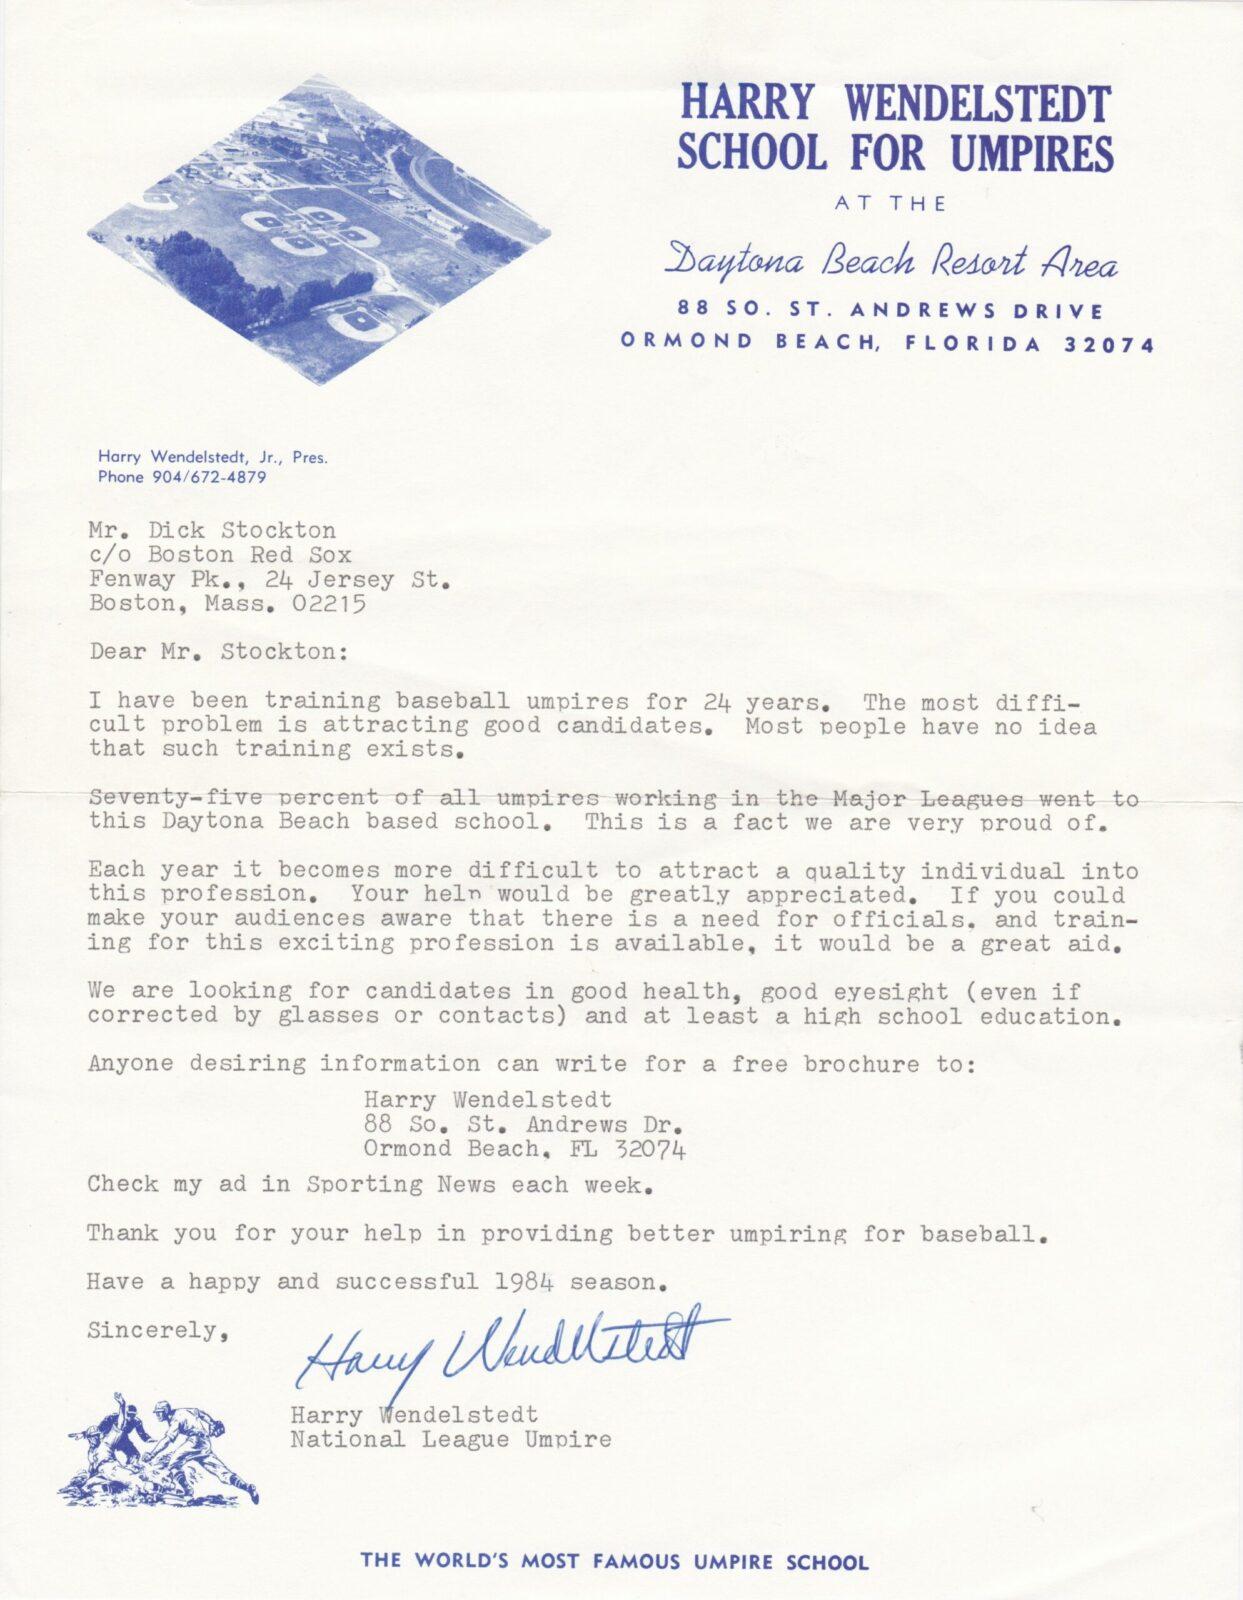 HARRY WENDELSTEDT
SCHOOL FOR UMPIRES
AT THE
Daytona Beach Resort Area
88 SO. ST. ANDREWS DRIVE
ORMOND BEACH, FLORIDA 32074
Harry Wendelstedt, Jr., Pres.
Phone 904/672-4879
Mr. Dick Stockton
c/o Boston Red Sox
Fenway Pk., 24 Jersey St.
Boston, Mass. 02215
Dear Mr. Stockton:
I have been training baseball umpires for 24 years. The most diffi-
cult problem is attracting good candidates. Most people have no idea
that such training exists.
Seventy-five percent of all umpires working in the Major Leagues went to
this Daytona Beach based school. This is a fact we are very proud of.
Each year it becomes more difficult to attract a quality individual into
this profession. Your help would be greatly appreciated. If you could
make your audiences aware that there is a need for officials, and train-
ing for this exciting profession is available, it would be a great aid.
We are looking for candidates in good health, good eyesight (even if
corrected by glasses or contacts) and at least a high school education.
Anyone desiring information can write for a free brochure to:
Harry Wendelstedt
88 So. St. Andrews Dr.
Ormond Beach, FL 32074
Check my ad in Sporting News each week.
Thank you for your help in providing better umpiring for baseball.
Have a happy and successful 1984 season.
Sincerely,
Harry Wendelstedt
Harry Wendelstedt
National League Umpire
THE WORLD'S MOST FAMOUS UMPIRE SCHOOL